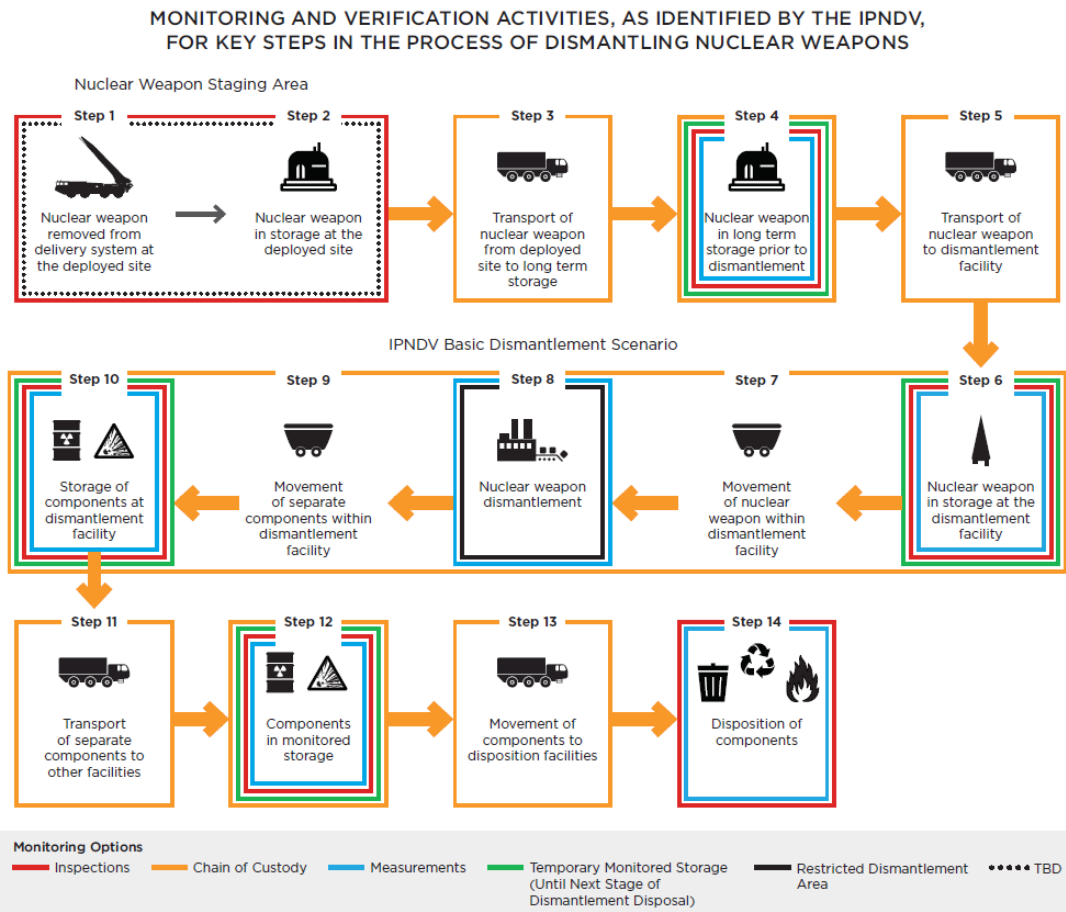 MONITORING AND VERIFICATION ACTIVITIES, AS IDENTIFIED BY THE IPNDV,
FOR KEY STEPS IN THE PROCESS OF DISMANTLING NUCLEAR WEAPONS
Nuclear Weapon Staging Area
Step 1
Nuclear weapon
removed from
delivery system at
the deployed site
Step 2
Nuclear weapon
in storage at the
deployed site
Step 3
Transport of
nuclear weapon
from deployed
site to long term
storage
Step 4
Nuclear weapon
in long term
storage prior to
dismantlement
Step 5
Transport of
nuclear weapon
to dismantlement
facility
IPNDV Basic Dismantlement Scenario
Step 10
Storage of
components at
dismantlement
facility
Step 9
Movement
of separate
components within
dismantlement
facility
Step 8
Nuclear weapon
dismantlement
Step 7
Movement
of nuclear
weapon within
dismantlement
facility
Step 6
Nuclear weapon
in storage at the
dismantlement
facility
Step 11
Transport
of separate
components to
other facilities
Step 12
Components
in monitored
storage
Step 13
Movement of
components to
disposition facilities
Step 14
Disposition of
components
Monitoring Options
Inspections
Chain of Custody
Measurements
Temporary Monitored Storage
(Until Next Stage of
Dismantlement Disposal)
Restricted Dismantlement
Area
TBD